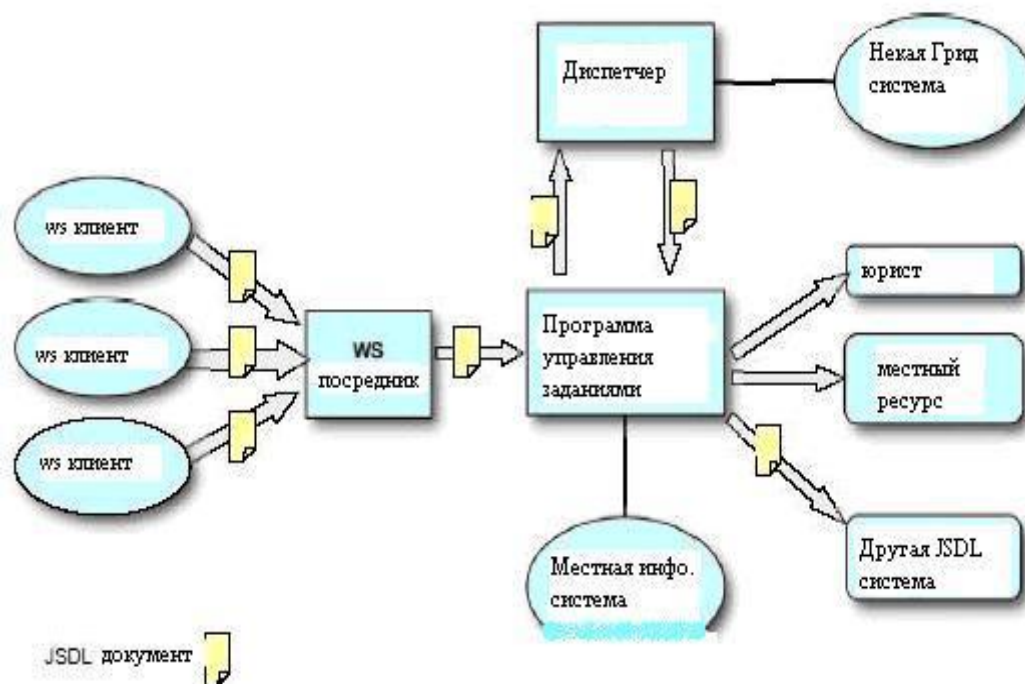 Диспетчер
Некая Грид
система
ws клиент
ws клиент
ws клиент
WS
посредник
Программа
управления
заданиями
юрист
местный
ресурс
Другая JSDL
система
Местная инфо.
система
JSDL документ